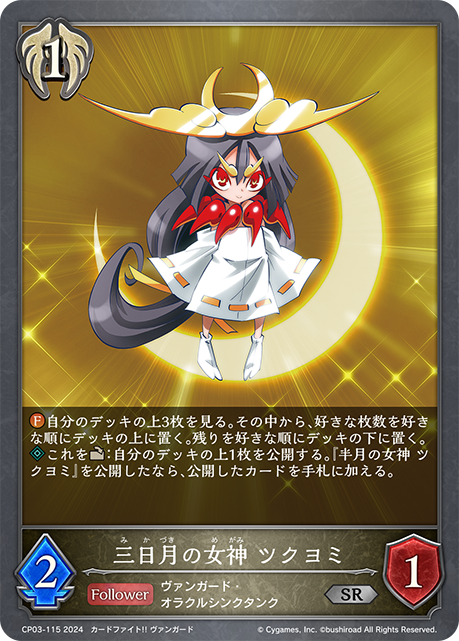 1
F自分のデッキの上3枚を見る。その中から、好きな枚数を好き
な順にデッキの上に置く。残りを好きな順にデッキの下に置く。
これを:自分のデッキの上1枚を公開する。『半月の女神 ツ
クヨミ』を公開したなら、公開したカードを手札に加える。
みかづき めがみ
三日月の女神 ツクヨミ
2
Follower
ヴァンガード・
オラクルシンクタンク
SR
1
CP03-115 2024 カードファイト!! ヴァンガード
© Cygames, Inc. ©bushiroad All Rights Reserved.